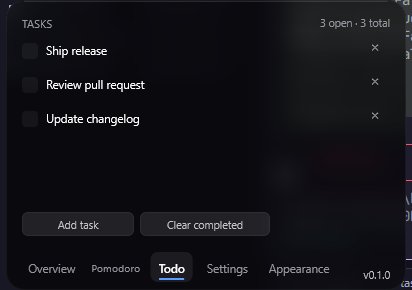 TASKS 3 open · 3 total
Ship release ×
Review pull request ×
Update changelog ×
Add task Clear completed
Overview Pomodoro Todo Settings Appearance v0.1.0